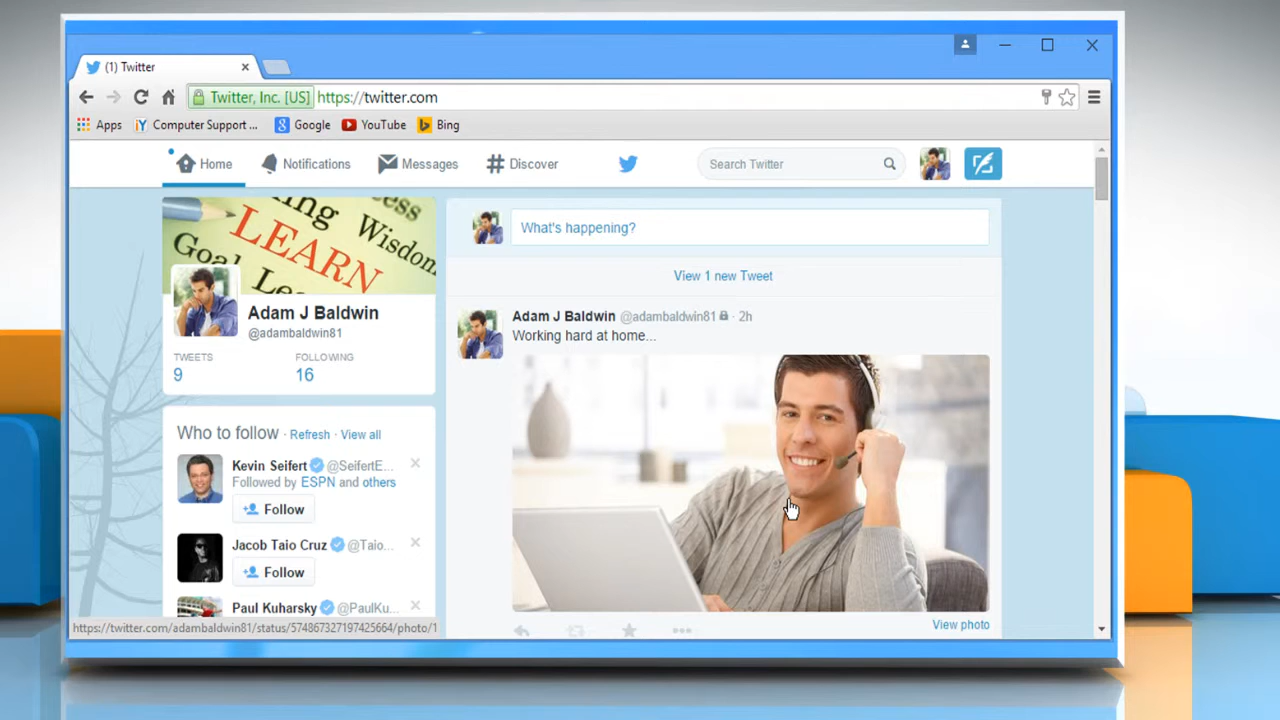 (1) Twitter
Twitter, Inc. [US] https://twitter.com
Apps Computer Support ... Google YouTube Bing
Home Notifications Messages Discover Search Twitter
LEARN
Wisdom
Goal
Adam J Baldwin
@adambaldwin81
TWEETS FOLLOWING
9 16
Who to follow · Refresh · View all
Kevin Seifert @SeifertE...
Followed by ESPN and others
Follow
Jacob Taio Cruz @Taio...
Follow
Paul Kuharsky @PaulKu...
https://twitter.com/adambaldwin81/status/574867327197425664/photo/1
What's happening?
View 1 new Tweet
Adam J Baldwin @adambaldwin81 · 2h
Working hard at home...
View photo